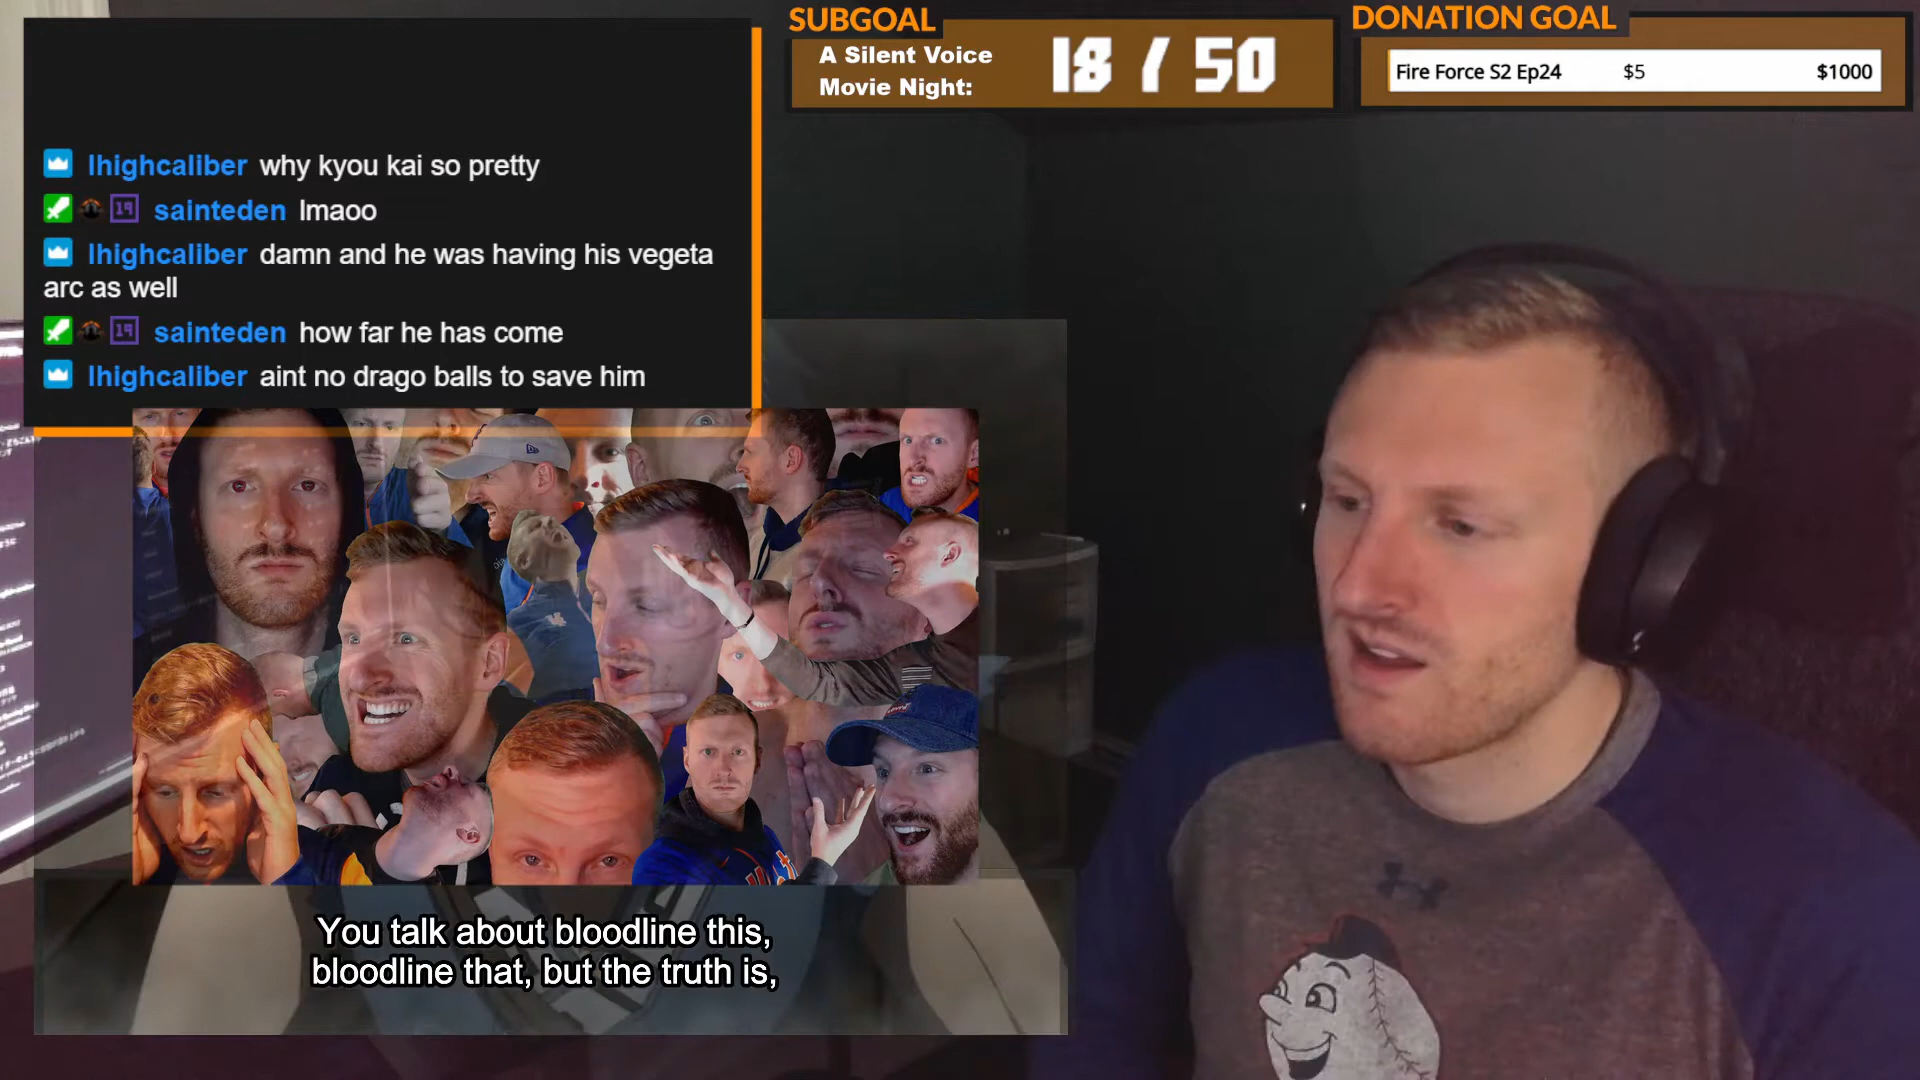 SUBGOAL
A Silent Voice
Movie Night:
18 / 50
DONATION GOAL
Fire Force S2 Ep24 $5 $1000
lhighcaliber why kyou kai so pretty
19 sainteden lmaoo
lhighcaliber damn and he was having his vegeta
arc as well
19 sainteden how far he has come
lhighcaliber aint no drago balls to save him
You talk about bloodline this,
bloodline that, but the truth is,